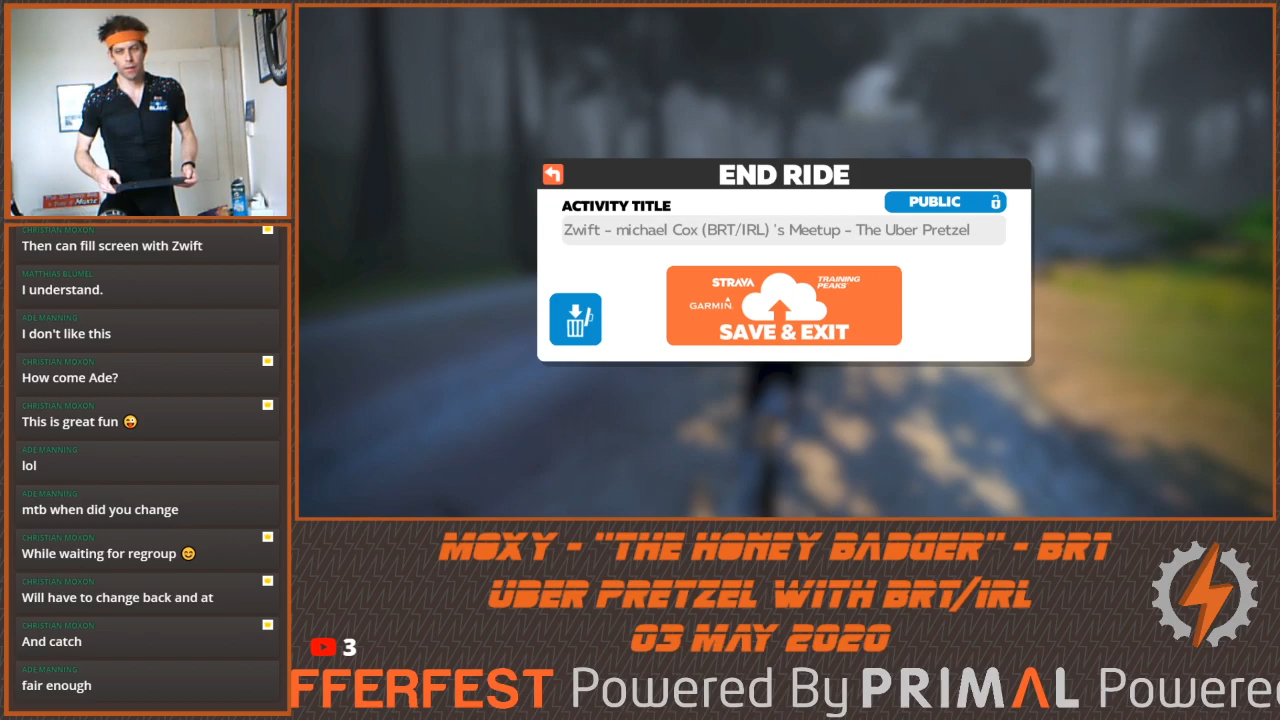 CHRISTIAN MOXON
Then can fill screen with Zwift
MATTHIAS BLÜMEL
I understand.
ADE MANNING
I don't like this
CHRISTIAN MOXON
How come Ade?
CHRISTIAN MOXON
This is great fun 😜
ADE MANNING
lol
ADE MANNING
mtb when did you change
CHRISTIAN MOXON
While waiting for regroup 😊
CHRISTIAN MOXON
Will have to change back and at
CHRISTIAN MOXON
And catch
ADE MANNING
fair enough
END RIDE
ACTIVITY TITLE
PUBLIC
Zwift - michael Cox (BRT/IRL) 's Meetup - The Uber Pretzel
STRAVA
TRAINING PEAKS
GARMIN
SAVE & EXIT
MOXY - "THE HONEY BADGER" - BRT
UBER PRETZEL WITH BRT/IRL
03 MAY 2020
3
FFERFEST Powered By PRIMAL Powere